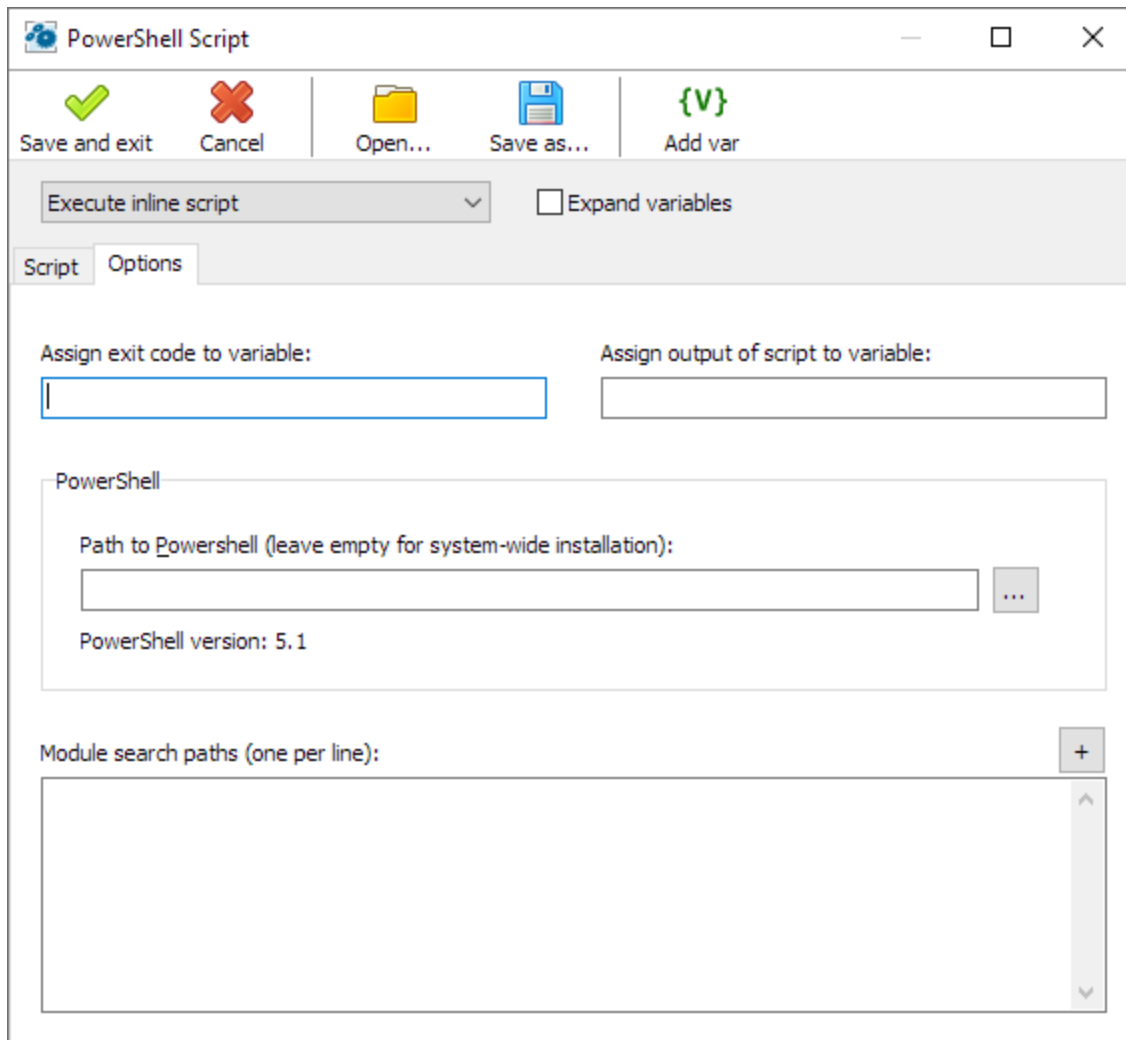 PowerShell Script
Save and exit
Cancel
Open...
Save as...
{V}
Add var
Execute inline script
Expand variables
Script
Options
Assign exit code to variable:
Assign output of script to variable:
PowerShell
Path to Powershell (leave empty for system-wide installation):
...
PowerShell version: 5.1
Module search paths (one per line):
+